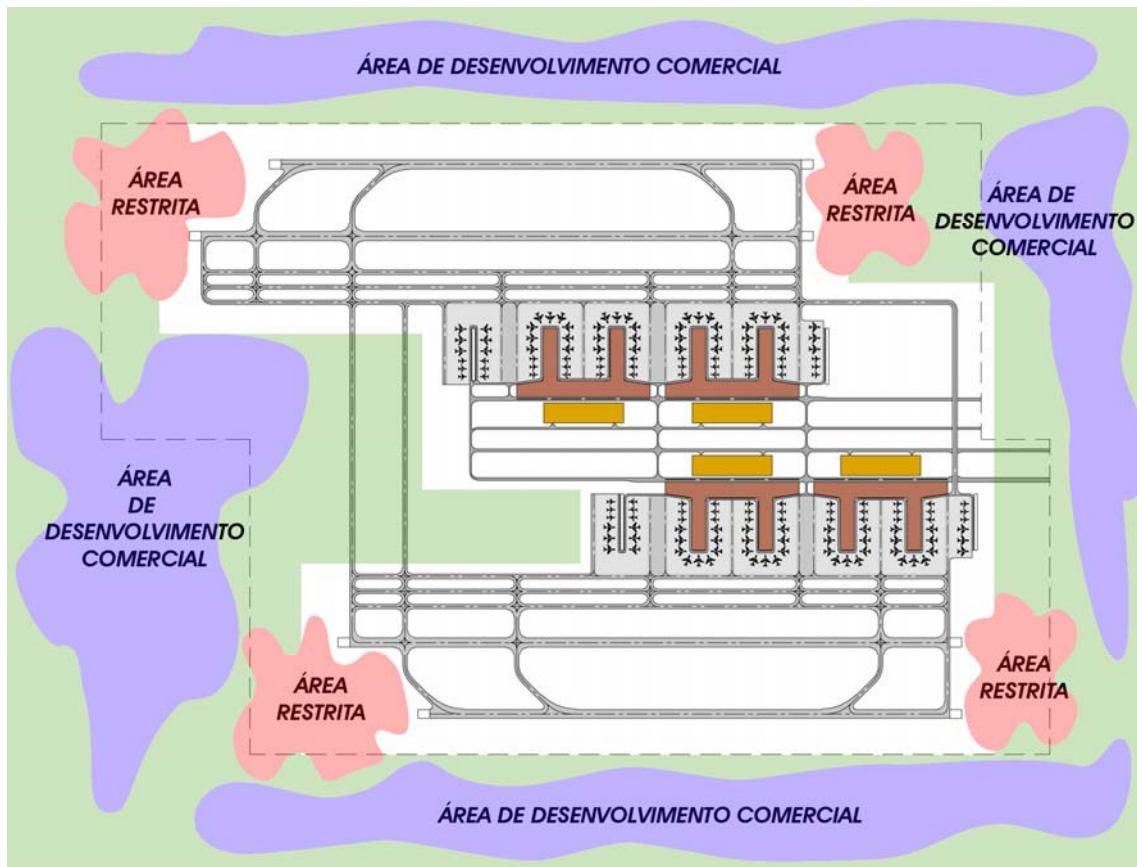 ÁREA DE DESENVOLVIMENTO COMERCIAL
ÁREA
RESTRITA
ÁREA
RESTRITA
ÁREA DE
DESENVOLVIMENTO
COMERCIAL
ÁREA
DE
DESENVOLVIMENTO
COMERCIAL
ÁREA
RESTRITA
ÁREA
RESTRITA
ÁREA DE DESENVOLVIMENTO COMERCIAL